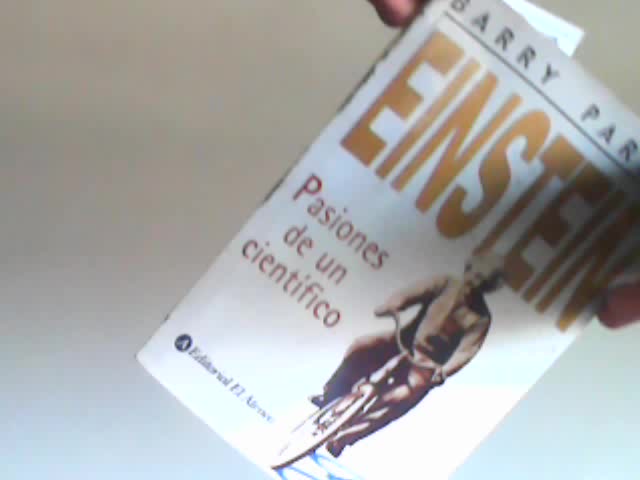 BARRY PAR
EINSTEIN
Pasiones
de un
científico
Editorial El Ateneo